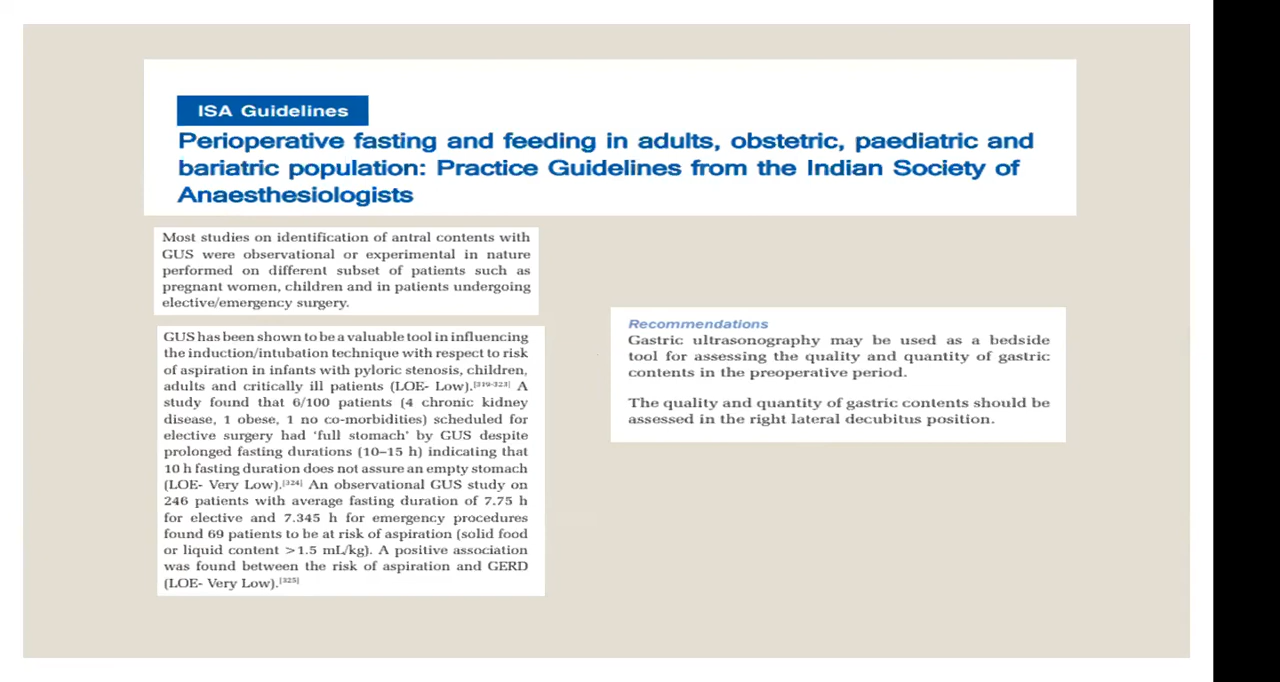 ISA Guidelines
Perioperative fasting and feeding in adults, obstetric, paediatric and
bariatric population: Practice Guidelines from the Indian Society of
Anaesthesiologists
Most studies on identification of antral contents with
GUS were observational or experimental in nature
performed on different subset of patients such as
pregnant women, children and in patients undergoing
elective/emergency surgery.
GUS has been shown to be a valuable tool in influencing
the induction/intubation technique with respect to risk
of aspiration in infants with pyloric stenosis, children,
adults and critically ill patients (LOE- Low).[319-323] A
study found that 6/100 patients (4 chronic kidney
disease, 1 obese, 1 no co-morbidities) scheduled for
elective surgery had 'full stomach' by GUS despite
prolonged fasting durations (10–15 h) indicating that
10 h fasting duration does not assure an empty stomach
(LOE- Very Low).[324] An observational GUS study on
246 patients with average fasting duration of 7.75 h
for elective and 7.345 h for emergency procedures
found 69 patients to be at risk of aspiration (solid food
or liquid content >1.5 mL/kg). A positive association
was found between the risk of aspiration and GERD
(LOE- Very Low).[325]
Recommendations
Gastric ultrasonography may be used as a bedside
tool for assessing the quality and quantity of gastric
contents in the preoperative period.
The quality and quantity of gastric contents should be
assessed in the right lateral decubitus position.